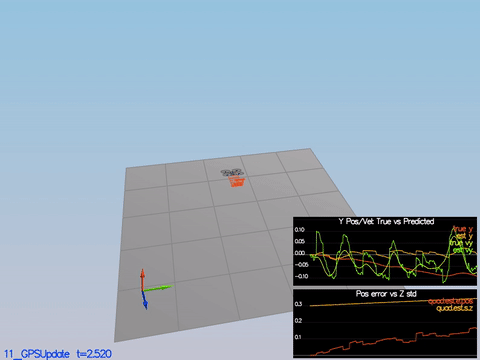 Y Pos/Vel: True vs Predicted
true y
est y
true vy
est vy
0.10
0.05
0.00
-0.05
-0.10
Pos error vs Z std
quad.est.e.pos
quad.est.s.z
0.3
0.2
0.1
11_GPSUpdate t=2.520